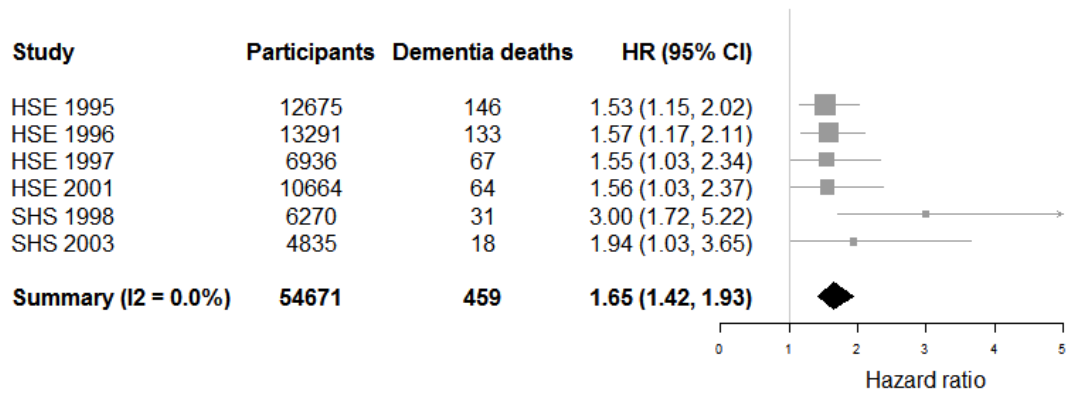 Study Participants Dementia deaths HR (95% CI)
HSE 1995 12675 146 1.53 (1.15, 2.02)
HSE 1996 13291 133 1.57 (1.17, 2.11)
HSE 1997 6936 67 1.55 (1.03, 2.34)
HSE 2001 10664 64 1.56 (1.03, 2.37)
SHS 1998 6270 31 3.00 (1.72, 5.22)
SHS 2003 4835 18 1.94 (1.03, 3.65)
Summary (I2 = 0.0%) 54671 459 1.65 (1.42, 1.93)
0 1 2 3 4 5
Hazard ratio